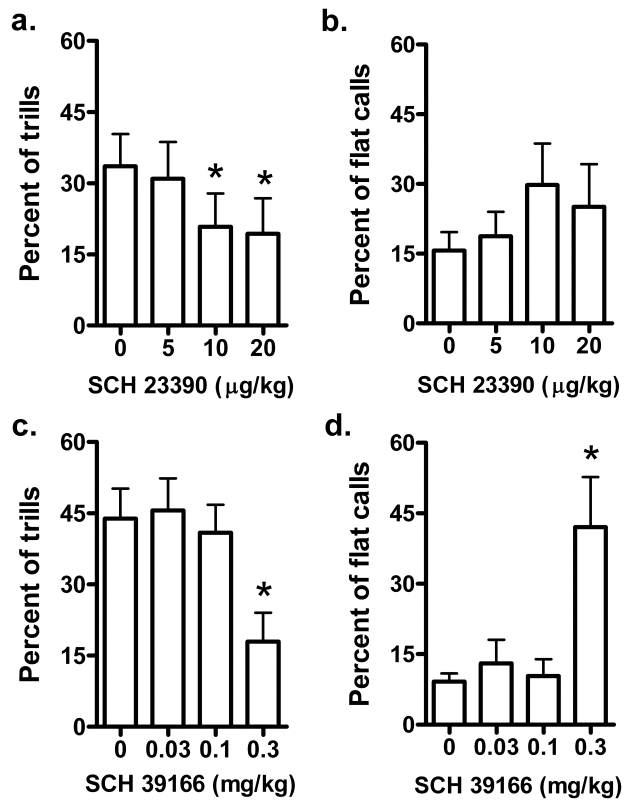 a.
Percent of trills
60
45
30
15
0
* *
0 5 10 20
SCH 23390 (μg/kg)
b.
Percent of flat calls
60
45
30
15
0
0 5 10 20
SCH 23390 (μg/kg)
c.
Percent of trills
60
45
30
15
0
*
0 0.03 0.1 0.3
SCH 39166 (mg/kg)
d.
Percent of flat calls
60
45
30
15
0
*
0 0.03 0.1 0.3
SCH 39166 (mg/kg)